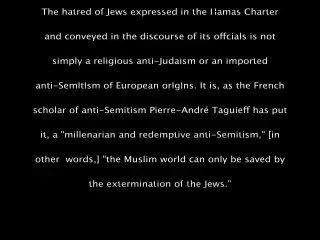 The hatred of Jews expressed in the Hamas Charter
and conveyed in the discourse of its offcials is not
simply a religious anti-Judaism or an imported
anti-SemItIsm of European orIgIns. It is, as the French
scholar of anti-Semitism Pierre-André Taguieff has put
it, a "millenarian and redemptive anti-Semitism," [in
other words,] "the Muslim world can only be saved by
the extermination of the Jews."